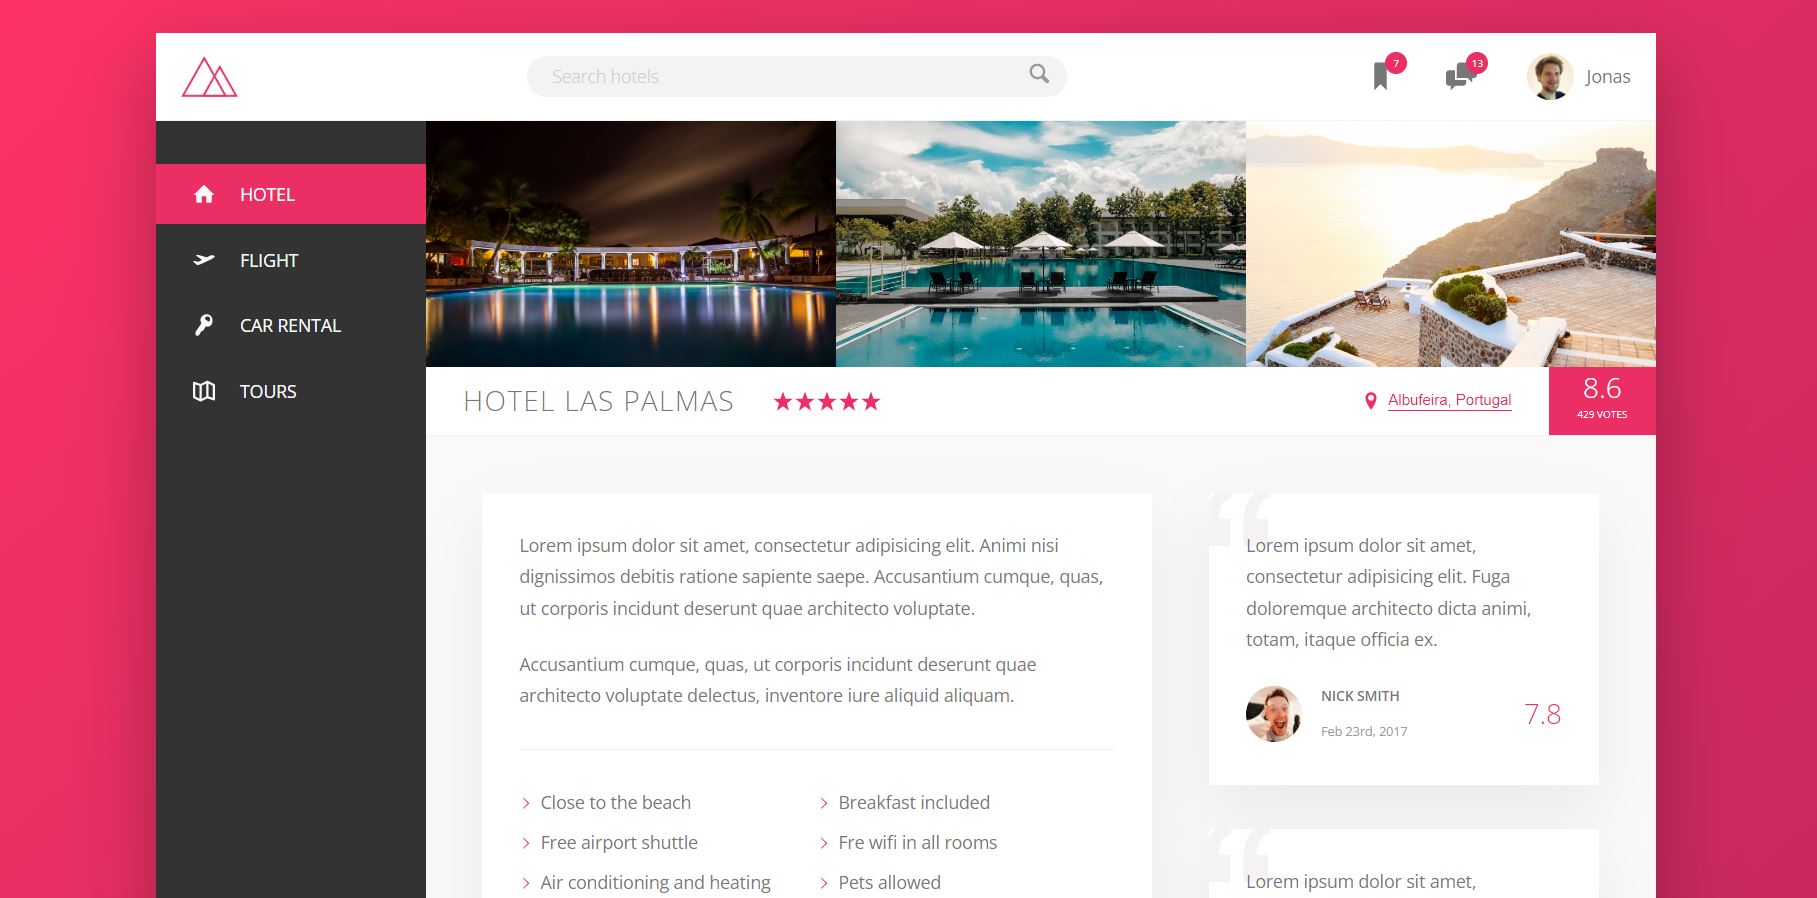 Search hotels
7
13
Jonas
HOTEL
FLIGHT
CAR RENTAL
TOURS
HOTEL LAS PALMAS
Albufeira, Portugal
8.6
429 VOTES
Lorem ipsum dolor sit amet, consectetur adipisicing elit. Animi nisi
dignissimos debitis ratione sapiente saepe. Accusantium cumque, quas,
ut corporis incidunt deserunt quae architecto voluptate.
Accusantium cumque, quas, ut corporis incidunt deserunt quae
architecto voluptate delectus, inventore iure aliquid aliquam.
Close to the beach
Breakfast included
Free airport shuttle
Fre wifi in all rooms
Air conditioning and heating
Pets allowed
“
Lorem ipsum dolor sit amet,
consectetur adipisicing elit. Fuga
doloremque architecto dicta animi,
totam, itaque officia ex.
NICK SMITH
Feb 23rd, 2017
7.8
“
Lorem ipsum dolor sit amet,